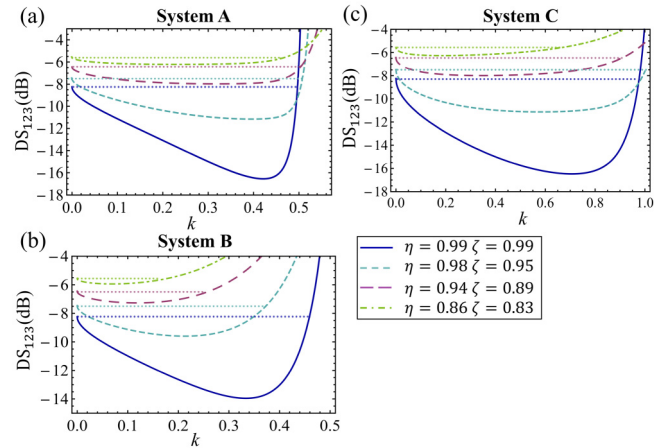 (a) System A
DS123(dB)
−4
−6
−8
−10
−12
−14
−16
−18
0.0 0.1 0.2 0.3 0.4 0.5
k
(c) System C
DS123(dB)
−4
−6
−8
−10
−12
−14
−16
−18
0.0 0.2 0.4 0.6 0.8 1.0
k
(b) System B
DS123(dB)
−4
−6
−8
−10
−12
−14
0.0 0.1 0.2 0.3 0.4 0.5
k
η = 0.99 ζ = 0.99
η = 0.98 ζ = 0.95
η = 0.94 ζ = 0.89
η = 0.86 ζ = 0.83